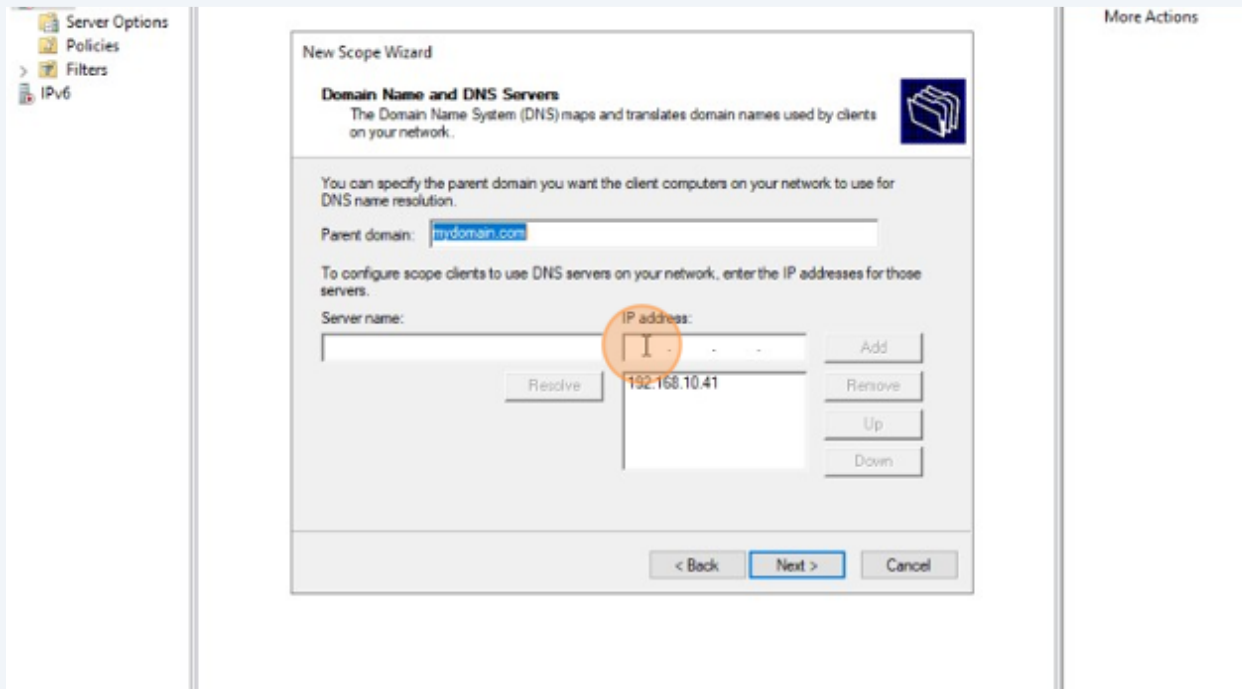 Server Options
Policies
Filters
IPv6
More Actions
New Scope Wizard
Domain Name and DNS Servers
The Domain Name System (DNS) maps and translates domain names used by clients
on your network.
You can specify the parent domain you want the client computers on your network to use for
DNS name resolution.
Parent domain: mydomain.com
To configure scope clients to use DNS servers on your network, enter the IP addresses for those
servers.
Server name: IP address:
Add
Resolve 192.168.10.41 Remove
Up
Down
< Back Next > Cancel